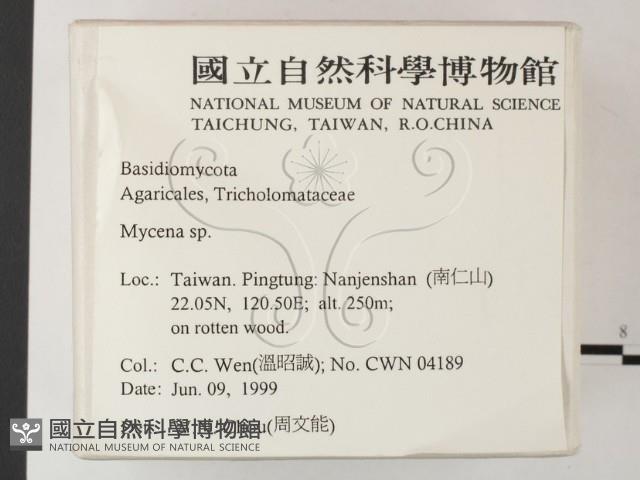 國立自然科學博物館
NATIONAL MUSEUM OF NATURAL SCIENCE
TAICHUNG, TAIWAN, R.O.CHINA
Basidiomycota
Agaricales, Tricholomataceae
Mycena sp.
Loc.: Taiwan. Pingtung: Nanjenshan (南仁山)
22.05N, 120.50E; alt. 250m;
on rotten wood.
Col.: C.C. Wen(溫昭誠); No. CWN 04189
Date: Jun. 09, 1999
(周文能)
國立自然科學博物館
NATIONAL MUSEUM OF NATURAL SCIENCE
8